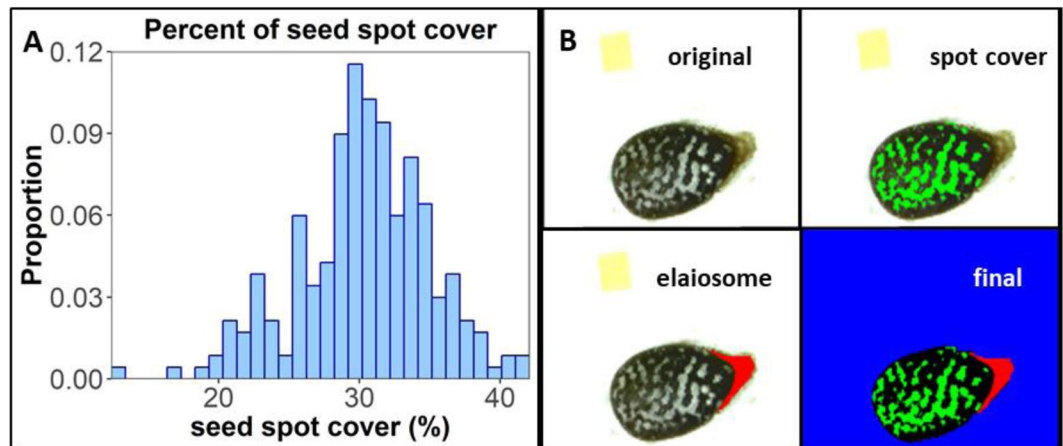 A
Percent of seed spot cover
0.12
0.09
0.06
0.03
0.00
Proportion
20 30 40
seed spot cover (%)
B
original
spot cover
elaiosome
final